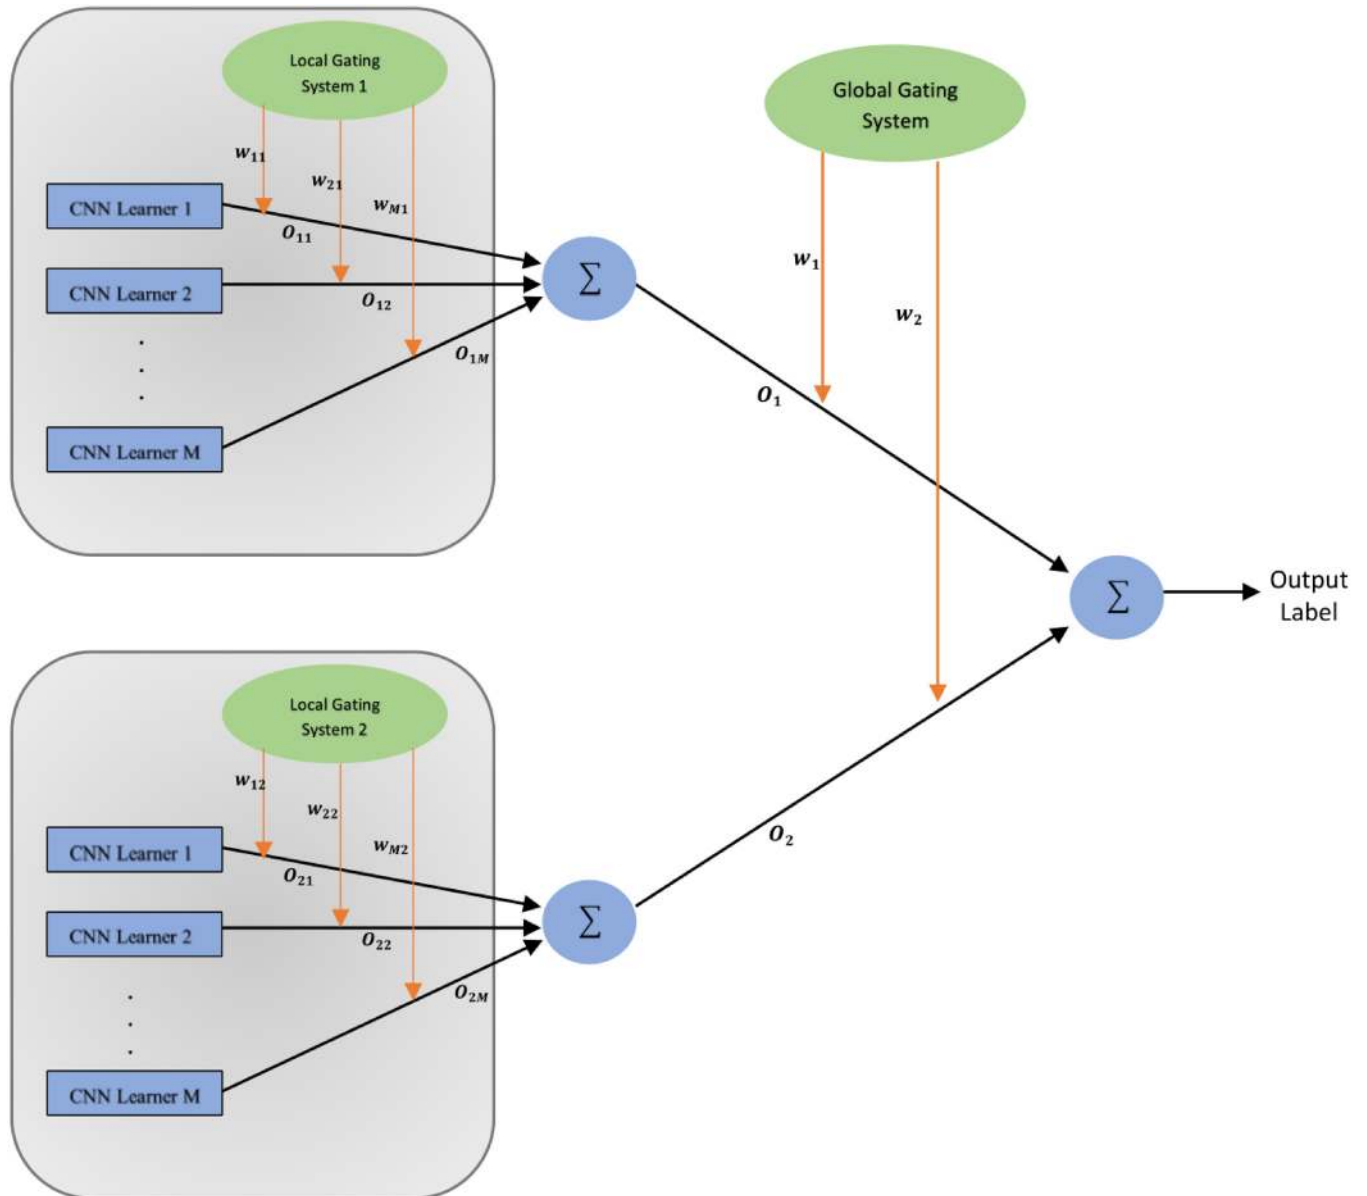 Local Gating
System 1
w₁₁
w₂₁
w_M1
CNN Learner 1
O₁₁
CNN Learner 2
O₁₂
O₁M
CNN Learner M
∑
Global Gating
System
w₁
w₂
O₁
∑
Output
Label
Local Gating
System 2
w₁₂
w₂₂
w_M2
CNN Learner 1
O₂₁
CNN Learner 2
O₂₂
O₂M
CNN Learner M
∑
O₂